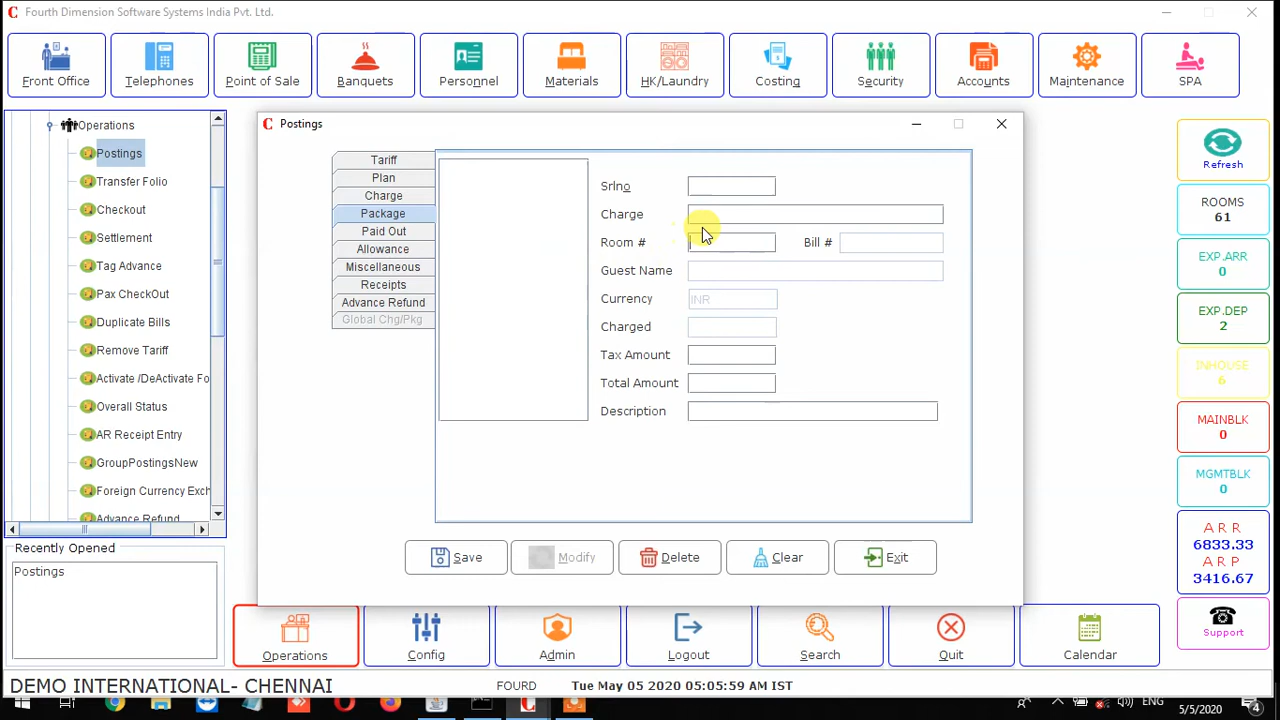 Fourth Dimension Software Systems India Pvt. Ltd.
Front Office
Telephones
Point of Sale
Banquets
Personnel
Materials
HK/Laundry
Costing
Security
Accounts
Maintenance
SPA
Operations
Postings
Transfer Folio
Checkout
Settlement
Tag Advance
Pax CheckOut
Duplicate Bills
Remove Tariff
Activate /DeActivate Fo
Overall Status
AR Receipt Entry
GroupPostingsNew
Foreign Currency Exch
Advance Refund
Recently Opened
Postings
Postings
Tariff
Plan
Charge
Package
Paid Out
Allowance
Miscellaneous
Receipts
Advance Refund
Global Chg/Pkg
Srlno
Charge
Room # Bill #
Guest Name
Currency INR
Charged
Tax Amount
Total Amount
Description
Save
Modify
Delete
Clear
Exit
Refresh
ROOMS
61
EXP.ARR
0
EXP.DEP
2
INHOUSE
6
MAINBLK
0
MGMTBLK
0
A R R
6833.33
A R P
3416.67
Support
Operations
Config
Admin
Logout
Search
Quit
Calendar
DEMO INTERNATIONAL- CHENNAI FOURD Tue May 05 2020 05:05:59 AM IST
ENG
5/5/2020
4